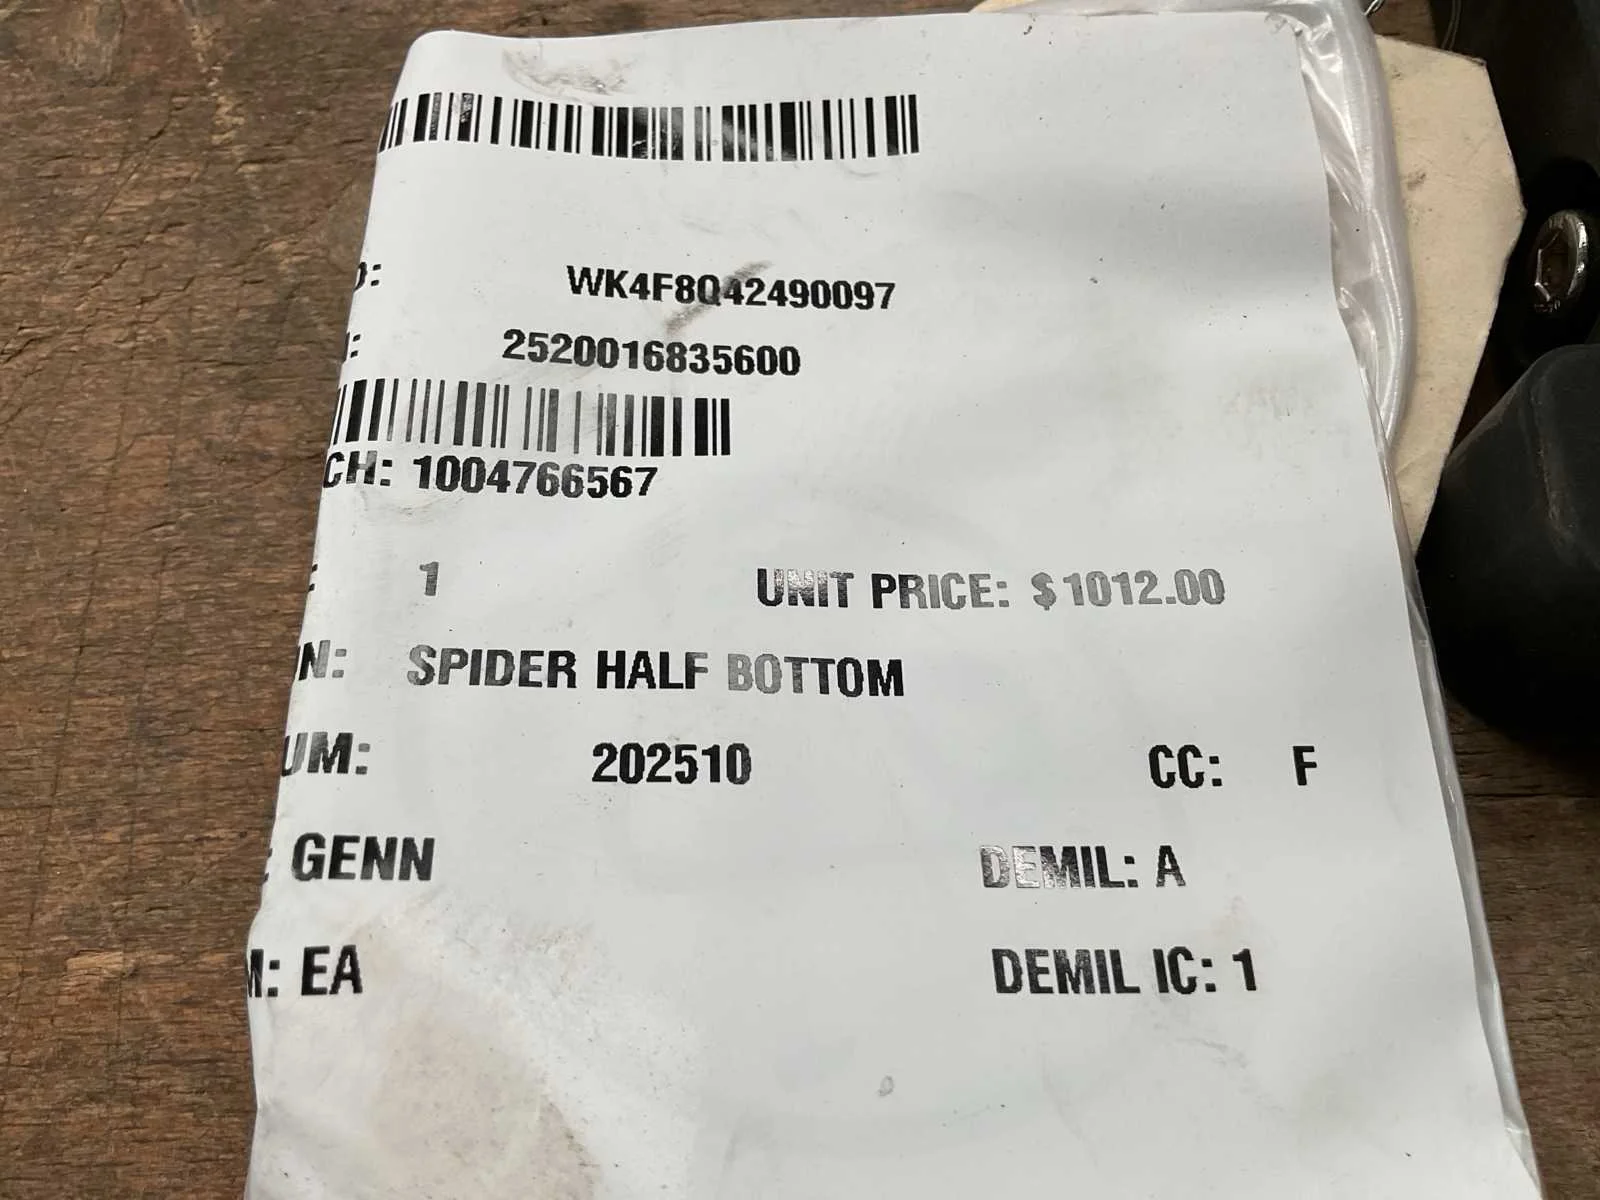 WK4F8Q42490097
2520016835600
CH: 1004766567
1 UNIT PRICE: $1012.00
N: SPIDER HALF BOTTOM
UM: 202510 CC: F
: GENN DEMIL: A
M: EA DEMIL IC: 1